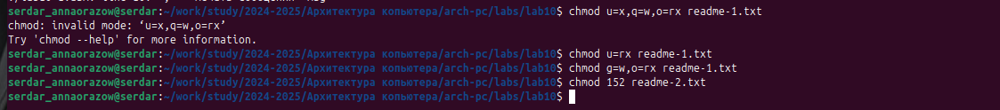 serdar_annaorazow@serdar:~/work/study/2024-2025/Архитектура копьютера/arch-pc/labs/lab10$ chmod u=x,q=w,o=rx readme-1.txt
chmod: invalid mode: ‘u=x,q=w,o=rx’
Try 'chmod --help' for more information.
serdar_annaorazow@serdar:~/work/study/2024-2025/Архитектура копьютера/arch-pc/labs/lab10$ chmod u=rx readme-1.txt
serdar_annaorazow@serdar:~/work/study/2024-2025/Архитектура копьютера/arch-pc/labs/lab10$ chmod g=w,o=rx readme-1.txt
serdar_annaorazow@serdar:~/work/study/2024-2025/Архитектура копьютера/arch-pc/labs/lab10$ chmod 152 readme-2.txt
serdar_annaorazow@serdar:~/work/study/2024-2025/Архитектура копьютера/arch-pc/labs/lab10$